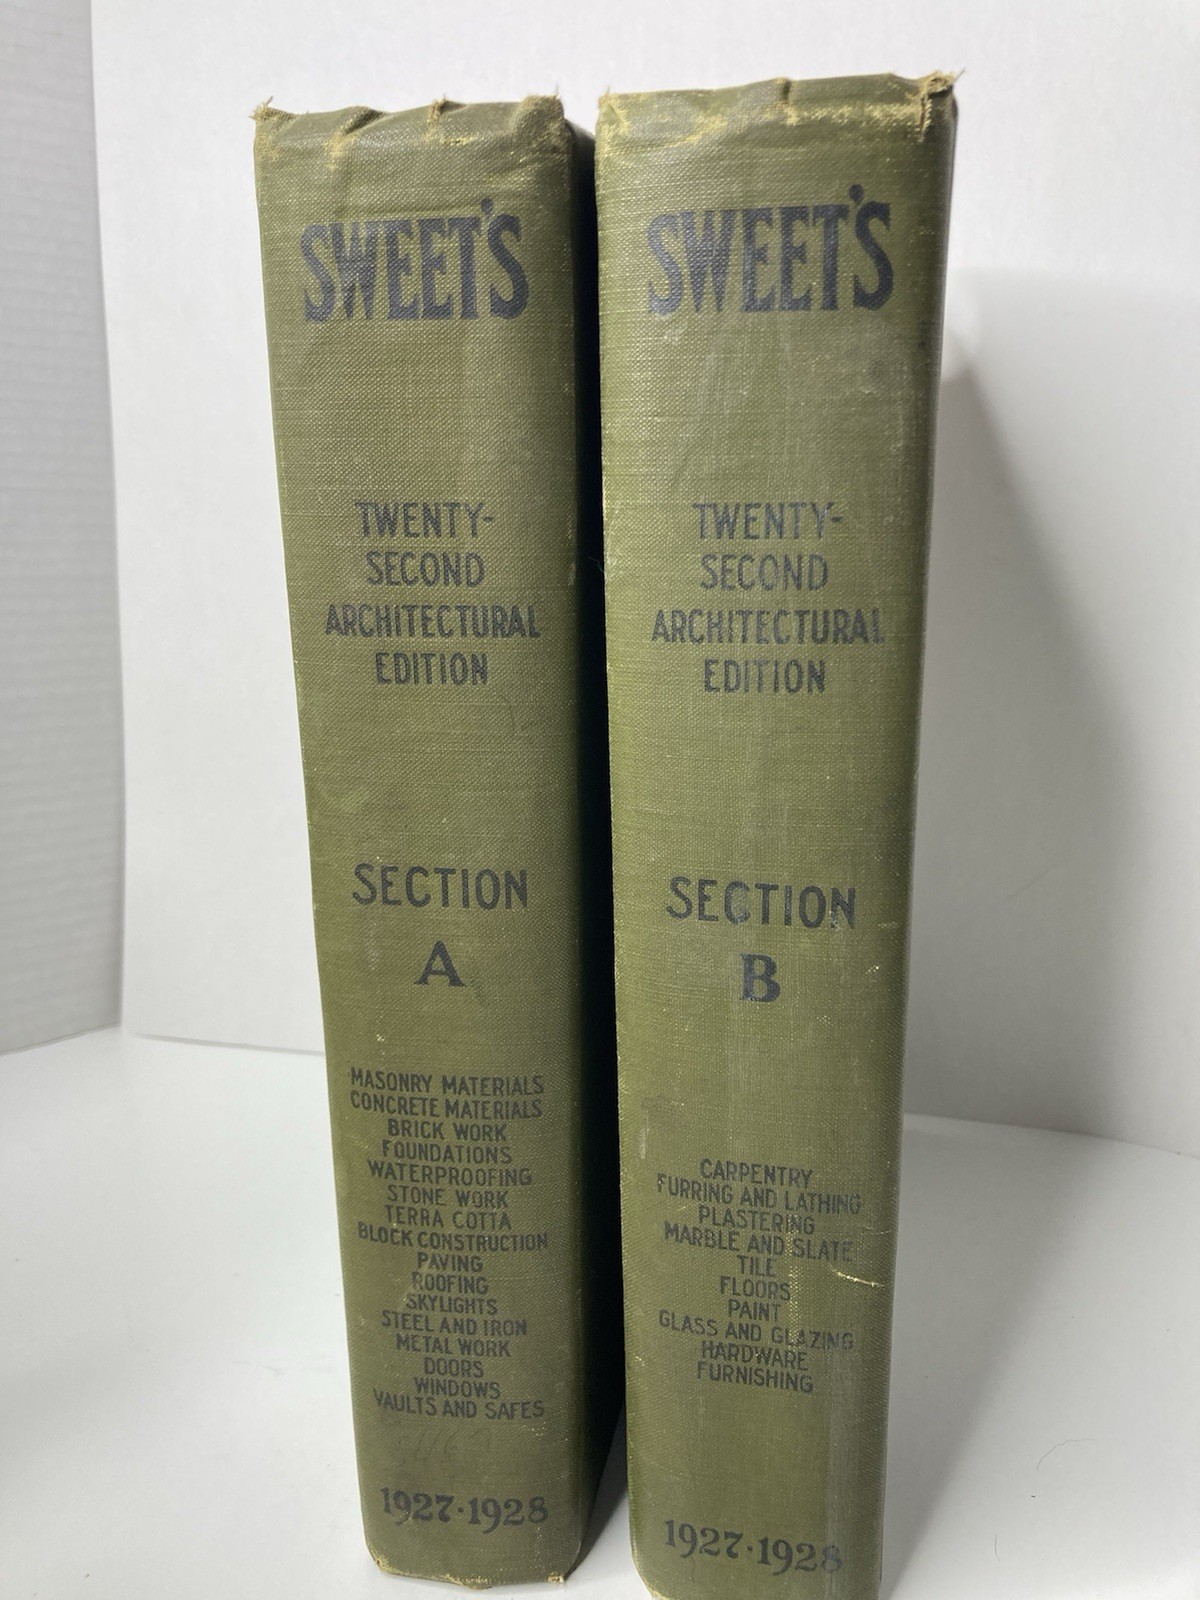 SWEET'S
TWENTY-
SECOND
ARCHITECTURAL
EDITION
SECTION
A
MASONRY MATERIALS
CONCRETE MATERIALS
BRICK WORK
FOUNDATIONS
WATERPROOFING
STONE WORK
TERRA COTTA
BLOCK CONSTRUCTION
PAVING
ROOFING
SKYLIGHTS
STEEL AND IRON
METAL WORK
DOORS
WINDOWS
VAULTS AND SAFES
1927·1928
SWEET'S
TWENTY-
SECOND
ARCHITECTURAL
EDITION
SECTION
B
CARPENTRY
FURRING AND LATHING
PLASTERING
MARBLE AND SLATE
TILE
FLOORS
PAINT
GLASS AND GLAZING
HARDWARE
FURNISHING
1927·1928